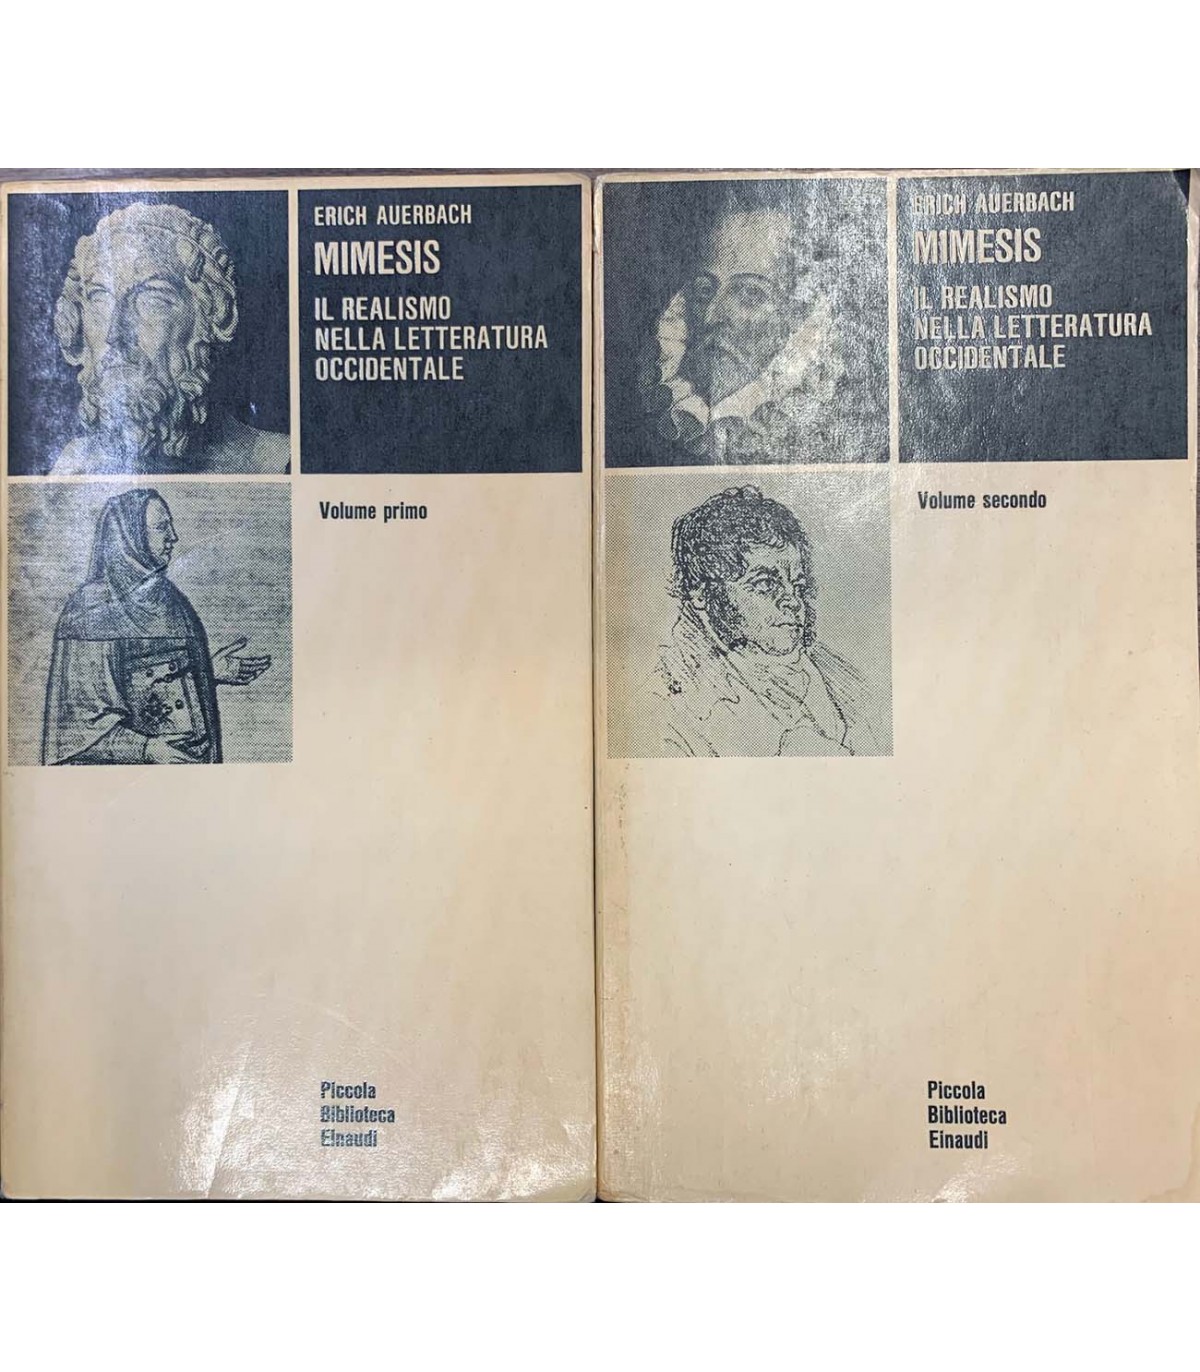 ERICH AUERBACH
MIMESIS
IL REALISMO
NELLA LETTERATURA
OCCIDENTALE
Volume primo
Piccola
Biblioteca
Einaudi
ERICH AUERBACH
MIMESIS
IL REALISMO
NELLA LETTERATURA
OCCIDENTALE
Volume secondo
Piccola
Biblioteca
Einaudi